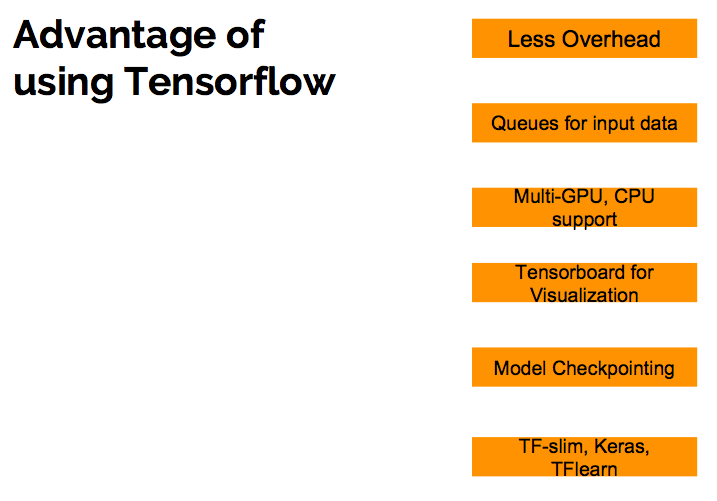 Advantage of
using Tensorflow
Less Overhead
Queues for input data
Multi-GPU, CPU
support
Tensorboard for
Visualization
Model Checkpointing
TF-slim, Keras,
TFlearn